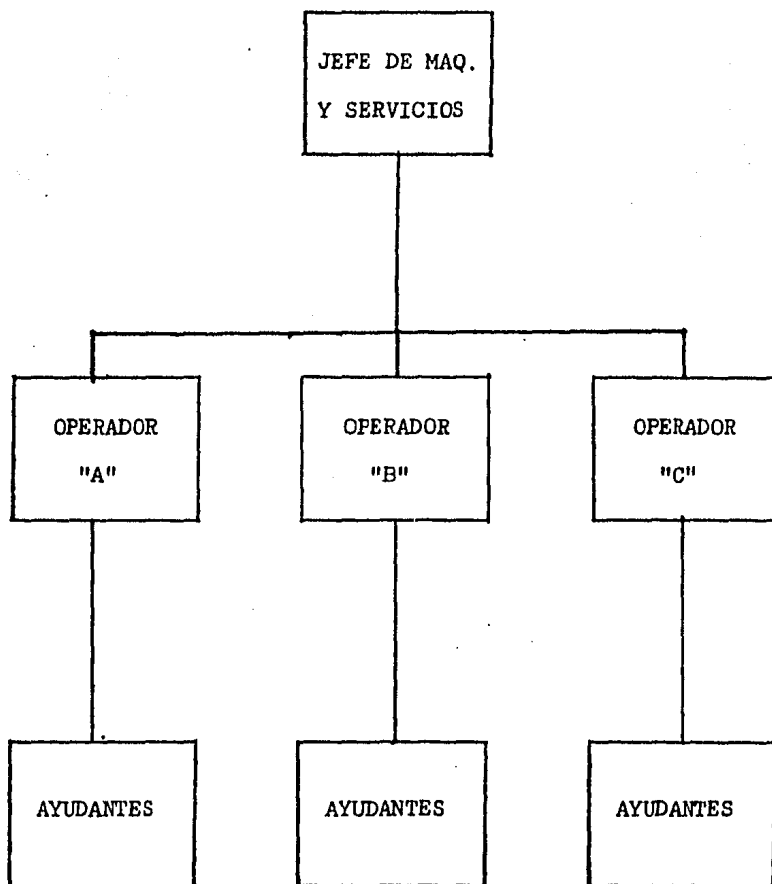 JEFE DE MAQ.
Y SERVICIOS
OPERADOR
"A"
OPERADOR
"B"
OPERADOR
"C"
AYUDANTES
AYUDANTES
AYUDANTES